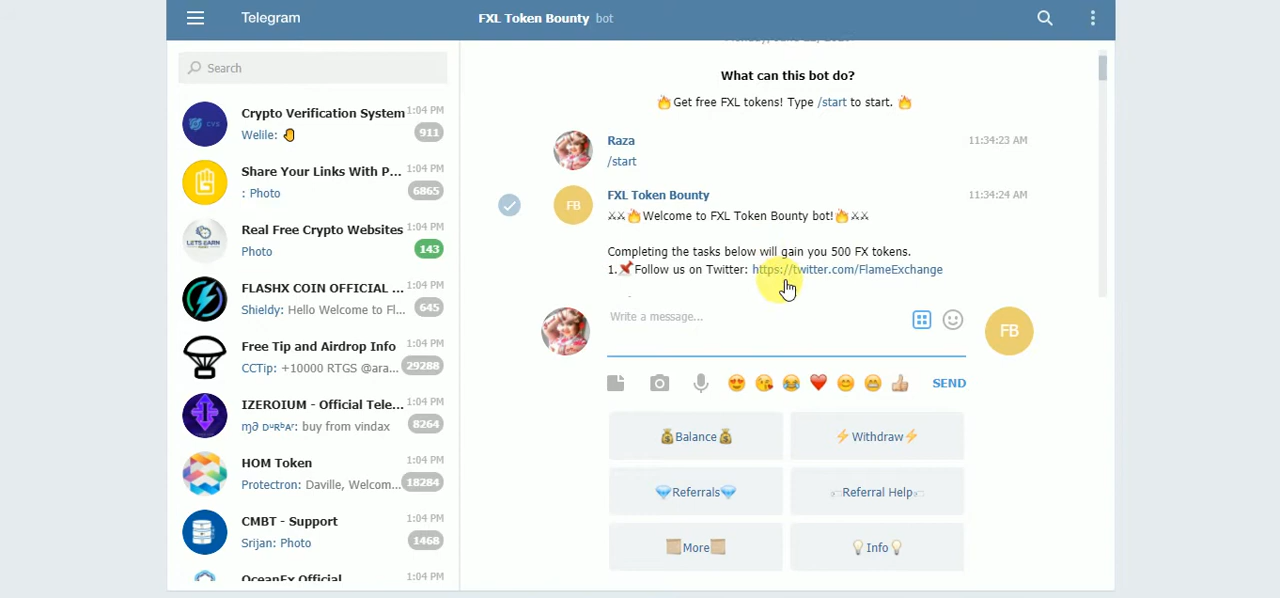 Telegram
FXL Token Bounty bot
Search
Crypto Verification System 1:04 PM
Welile: 🤚 911
Share Your Links With P... 1:04 PM
: Photo 6865
Real Free Crypto Websites 1:04 PM
Photo 143
FLASHX COIN OFFICIAL ... 1:04 PM
Shieldy: Hello Welcome to Fl... 645
Free Tip and Airdrop Info 1:04 PM
CCTip: +10000 RTGS @ara... 29288
IZEROIUM - Official Tele... 1:04 PM
ɱ∂ ᴅᴜʀʙᴀʳ: buy from vindax 8264
HOM Token 1:04 PM
Protectron: Daville, Welcom... 18284
CMBT - Support 1:04 PM
Srijan: Photo 1468
OceanEx Official 1:04 PM
What can this bot do?
🔥Get free FXL tokens! Type /start to start. 🔥
Raza 11:34:23 AM
/start
FXL Token Bounty 11:34:24 AM
FB
⚔⚔🔥Welcome to FXL Token Bounty bot!🔥⚔⚔
Completing the tasks below will gain you 500 FX tokens.
1.📌Follow us on Twitter: https://twitter.com/FlameExchange
Write a message...
FB
SEND
💰Balance💰
⚡Withdraw⚡
💎Referrals💎
Referral Help
📜More📜
💡Info💡
CVS
LETS EARN